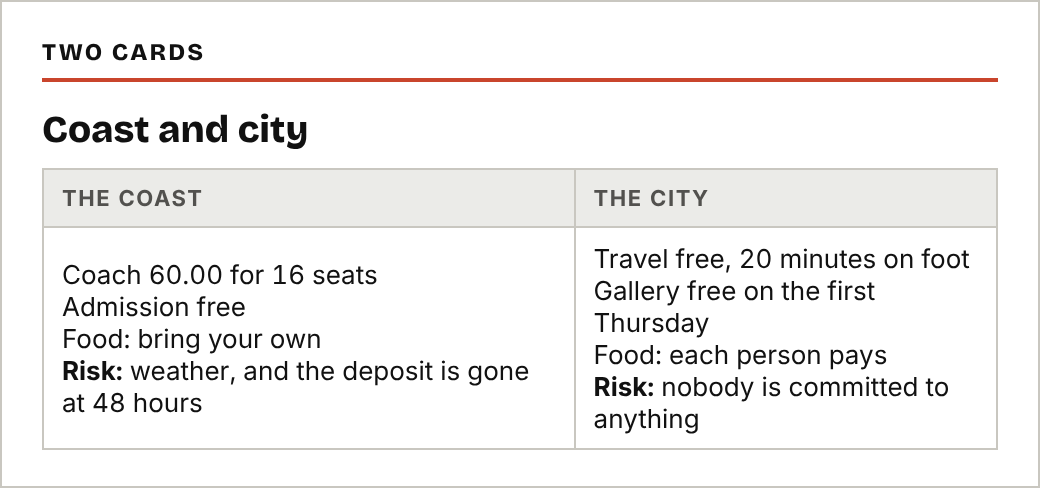 TWO CARDS
Coast and city
THE COAST
Coach 60.00 for 16 seats
Admission free
Food: bring your own
Risk: weather, and the deposit is gone
at 48 hours
THE CITY
Travel free, 20 minutes on foot
Gallery free on the first
Thursday
Food: each person pays
Risk: nobody is committed to
anything